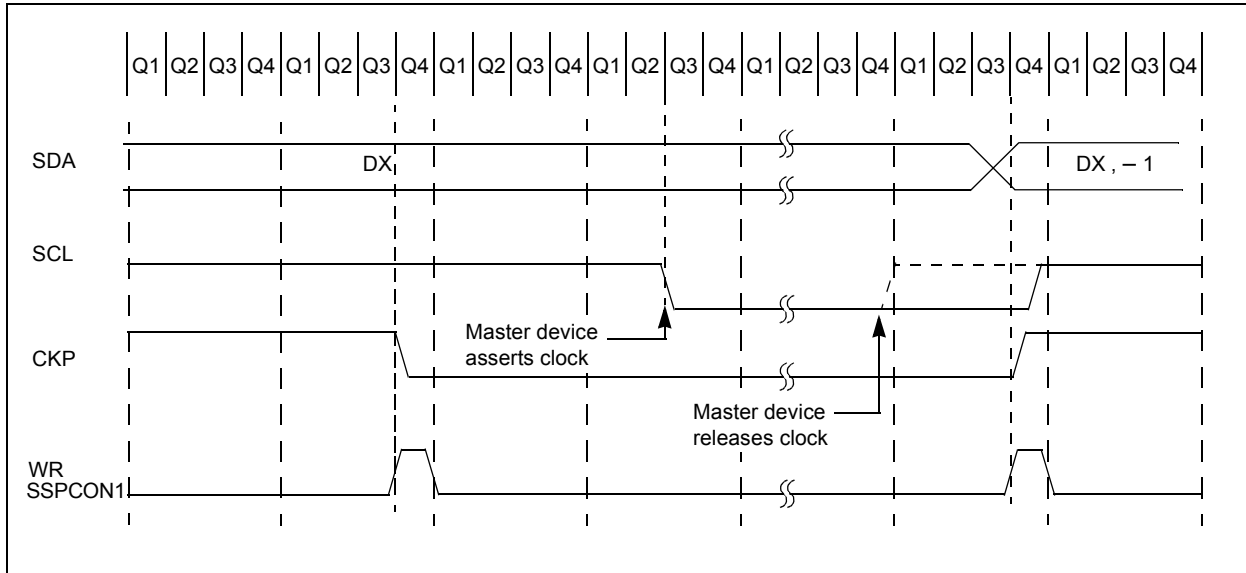 Q1 Q2 Q3 Q4 Q1 Q2 Q3 Q4 Q1 Q2 Q3 Q4 Q1 Q2 Q3 Q4 Q1 Q2 Q3 Q4 Q1 Q2 Q3 Q4 Q1 Q2 Q3 Q4
SDA
DX
DX , – 1
SCL
Master device
asserts clock
CKP
Master device
releases clock
WR
SSPCON1